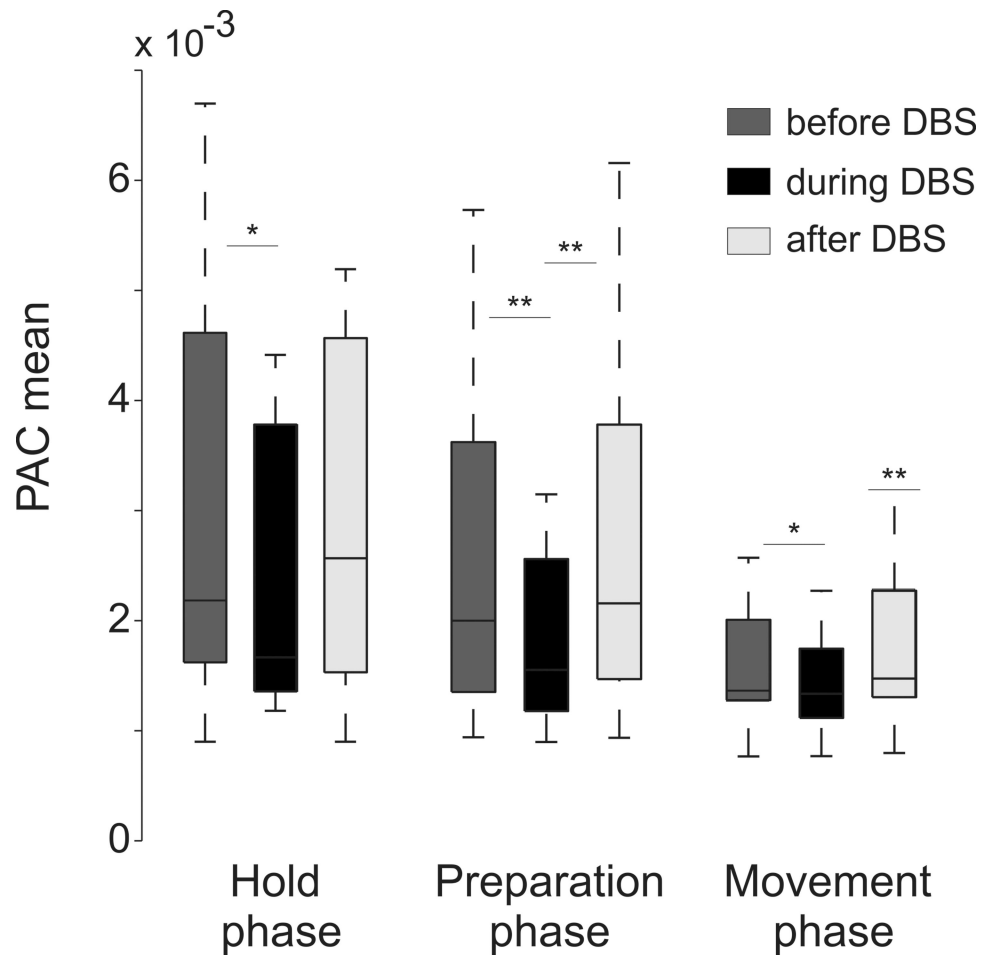 x 10-3
before DBS
during DBS
after DBS
6
4
2
0
PAC mean
*
**
**
*
**
Hold phase
Preparation phase
Movement phase